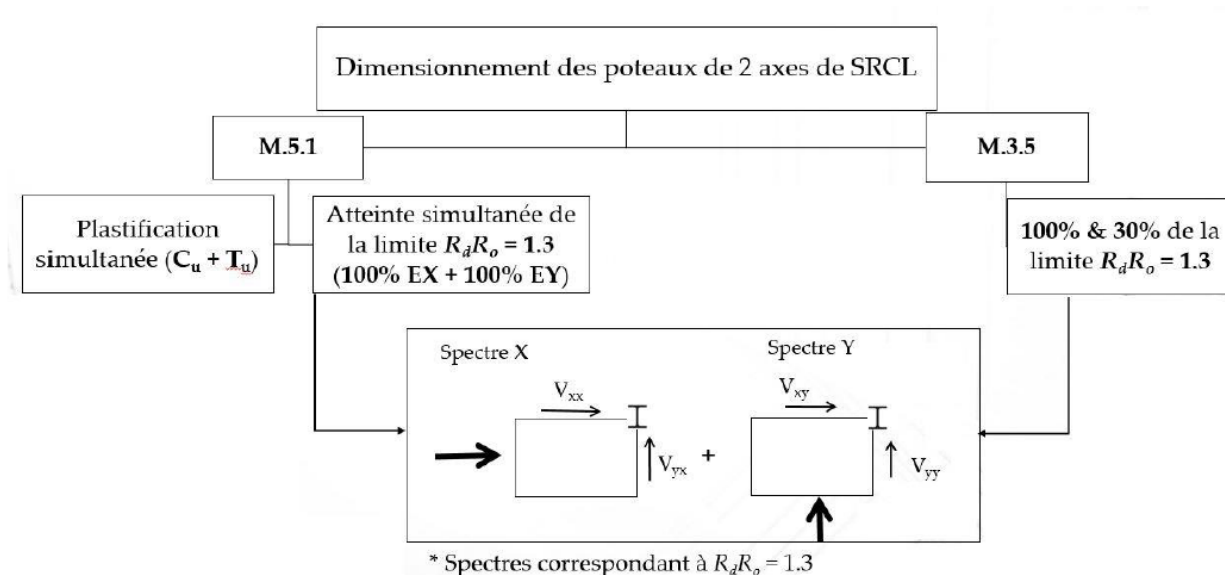 Dimensionnement des poteaux de 2 axes de SRCL
M.5.1
M.3.5
Plastification
simultanée (Cu + Tu)
Atteinte simultanée de
la limite RdRo = 1.3
(100% EX + 100% EY)
100% & 30% de la
limite RdRo = 1.3
Spectre X
Spectre Y
Vxx
Vxy
Vyx
+
Vyy
* Spectres correspondant à RdRo = 1.3